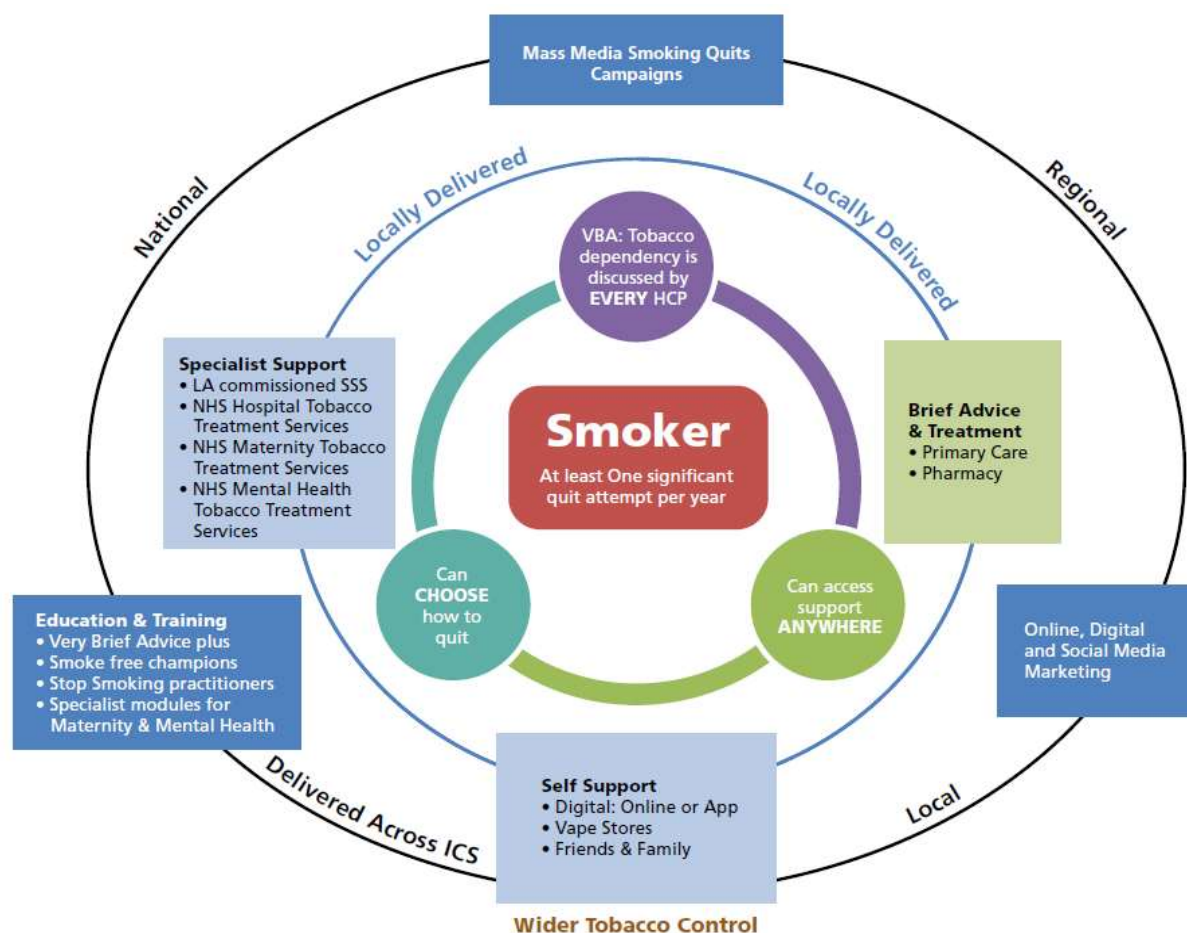 Mass Media Smoking Quits
Campaigns
National
Regional
Locally Delivered
Locally Delivered
VBA: Tobacco
dependency is
discussed by
EVERY HCP
Specialist Support
• LA commissioned SSS
• NHS Hospital Tobacco
Treatment Services
• NHS Maternity Tobacco
Treatment Services
• NHS Mental Health
Tobacco Treatment
Services
Smoker
At least One significant
quit attempt per year
Brief Advice
& Treatment
• Primary Care
• Pharmacy
Can
CHOOSE
how to
quit
Can access
support
ANYWHERE
Education & Training
• Very Brief Advice plus
• Smoke free champions
• Stop Smoking practitioners
• Specialist modules for
Maternity & Mental Health
Online, Digital
and Social Media
Marketing
Delivered Across ICS
Self Support
• Digital: Online or App
• Vape Stores
• Friends & Family
Local
Wider Tobacco Control